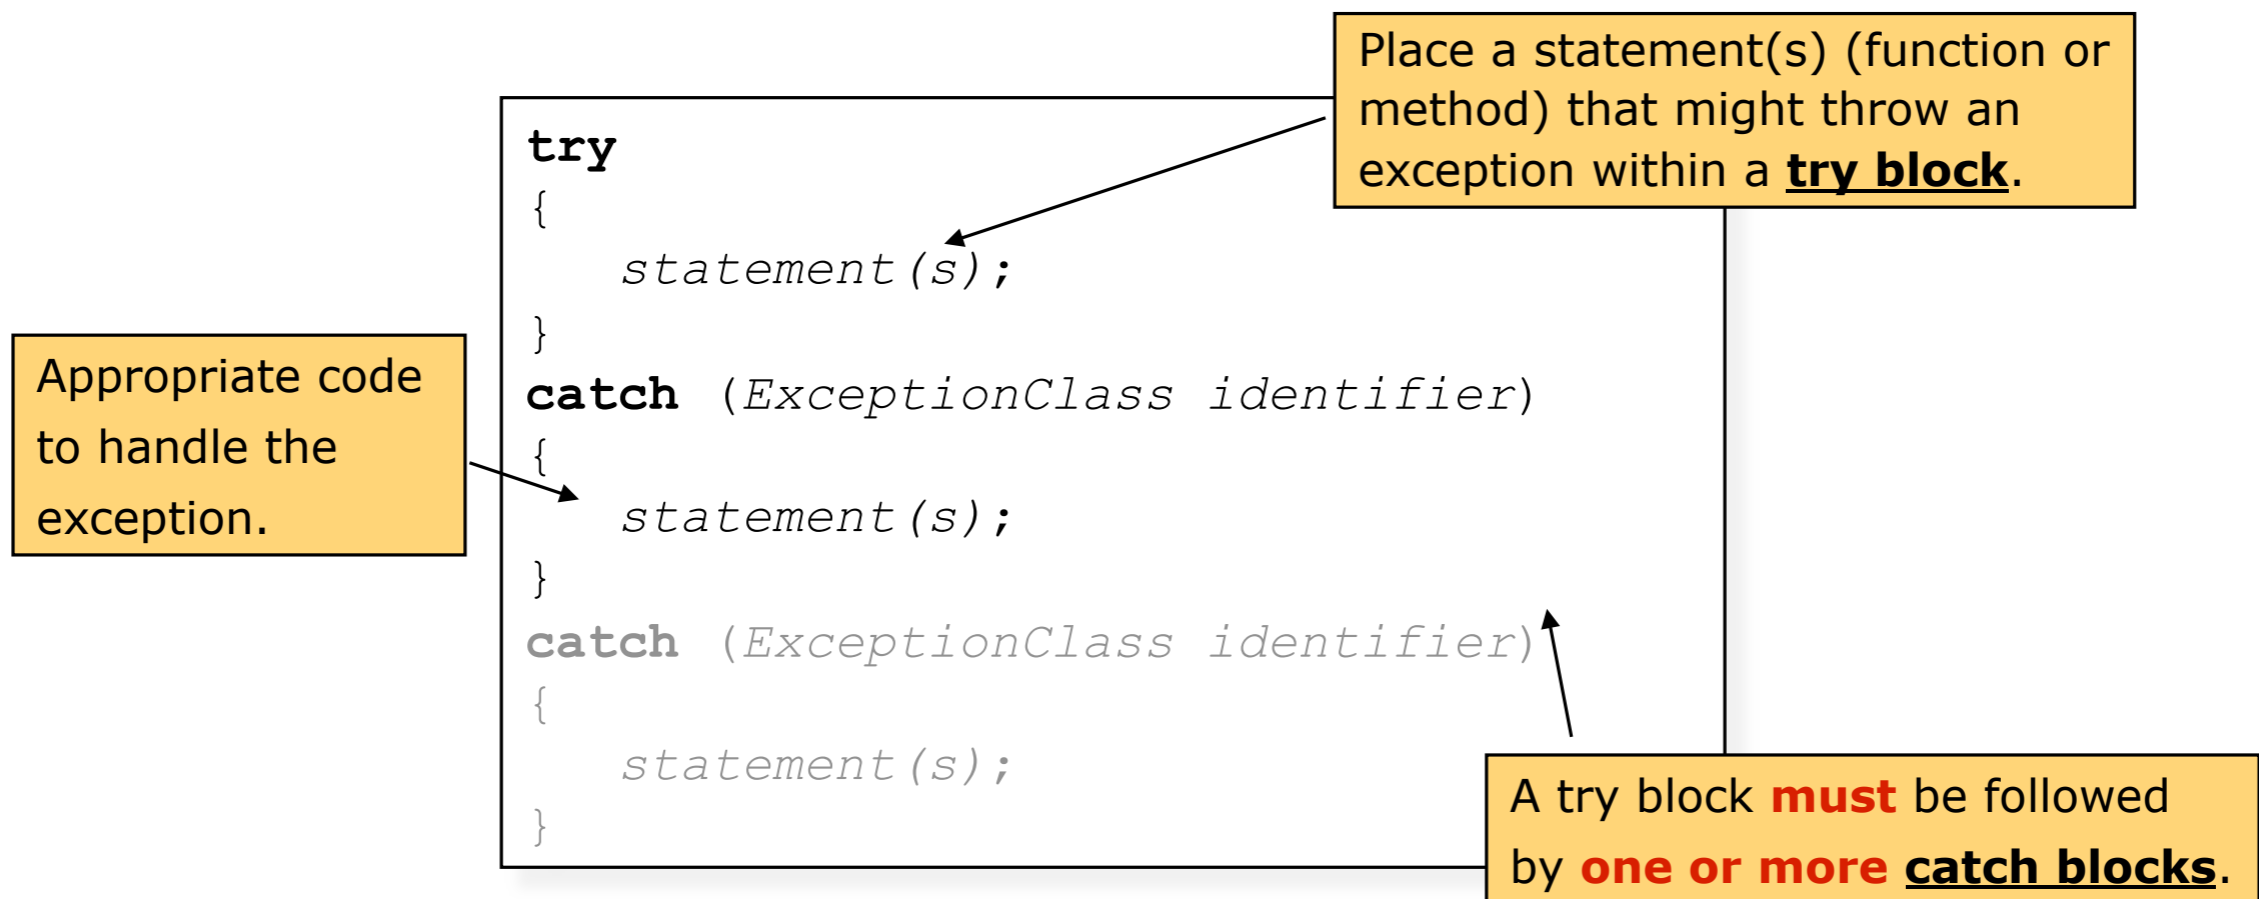 Place a statement(s) (function or
method) that might throw an
exception within a try block.
try
{
statement(s);
}
catch (ExceptionClass identifier)
{
statement(s);
}
catch (ExceptionClass identifier)
{
statement(s);
}
Appropriate code
to handle the
exception.
A try block must be followed
by one or more catch blocks.